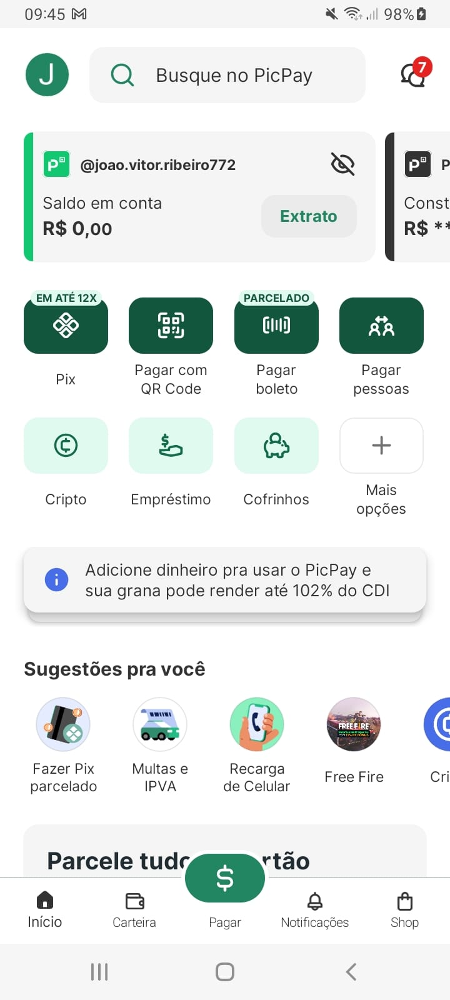 09:45
98%
J
Busque no PicPay
7
@joao.vitor.ribeiro772
Saldo em conta
R$ 0,00
Extrato
P
Const
R$ **
EM ATÉ 12X
PARCELADO
Pix
Pagar com
QR Code
Pagar
boleto
Pagar
pessoas
Cripto
Empréstimo
Cofrinhos
Mais
opções
Adicione dinheiro pra usar o PicPay e
sua grana pode render até 102% do CDI
Sugestões pra você
FREE FIRE
Fazer Pix
parcelado
Multas e
IPVA
Recarga
de Celular
Free Fire
Cri
Parcele tudo
rtão
Início
Carteira
Pagar
Notificações
Shop